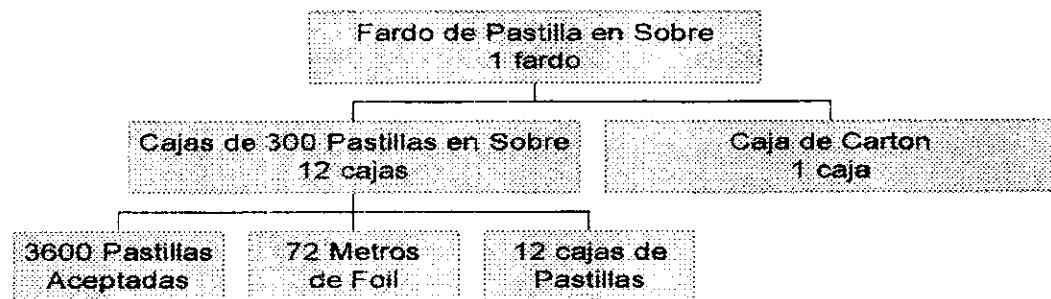 Fardo de Pastilla en Sobre
1 fardo
Cajas de 300 Pastillas en Sobre
12 cajas
Caja de Carton
1 caja
3600 Pastillas
Aceptadas
72 Metros
de Foil
12 cajas de
Pastillas